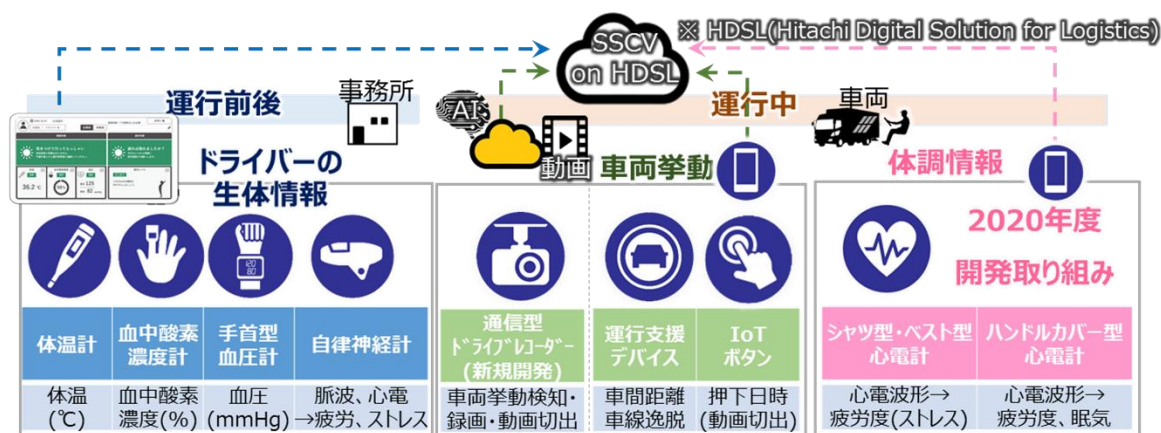 SSCV
on HDSL
※ HDSL(Hitachi Digital Solution for Logistics)
運行前後
事務所
AI
運行中
車両
動画
車両挙動
体調情報
36.2 ℃
125
82
ドライバーの
生体情報
120
80
2020年度
開発取り組み
体温計
血中酸素
濃度計
手首型
血圧計
自律神経計
通信型
ﾄﾞﾗｲﾌﾞﾚｺｰﾀﾞｰ
(新規開発)
運行支援
デバイス
IoT
ボタン
シャツ型・ベスト型
心電計
ハンドルカバー型
心電計
体温
(℃)
血中酸素
濃度(%)
血圧
(mmHg)
脈波、心電
→疲労、ストレス
車両挙動検知・
録画・動画切出
車間距離
車線逸脱
押下日時
(動画切出)
心電波形→
疲労度(ストレス)
心電波形→
疲労度、眠気